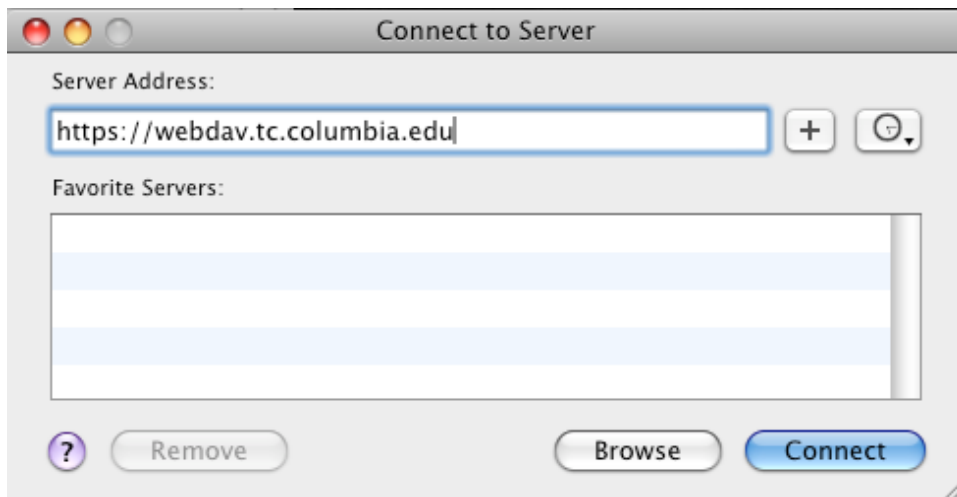 Connect to Server
Server Address:
https://webdav.tc.columbia.edu
+
Favorite Servers:
? Remove Browse Connect